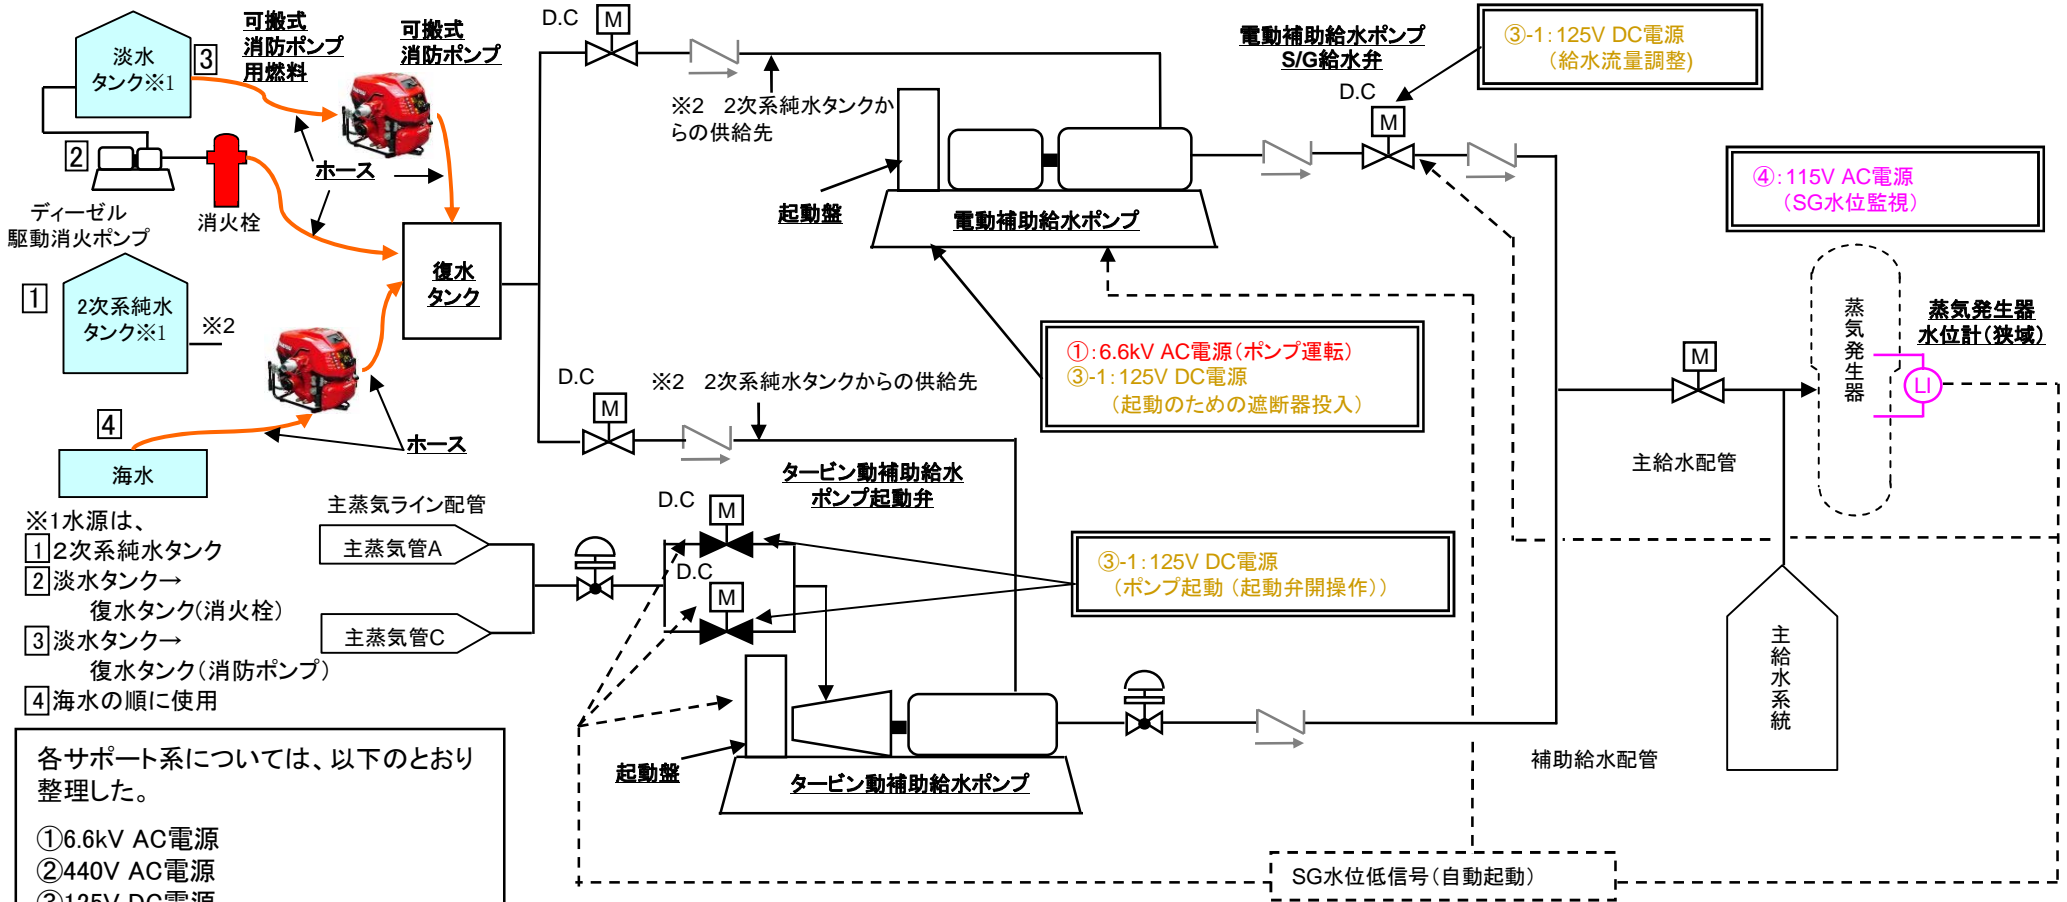 淡水
タンク※1
3
可搬式
消防ポンプ
用燃料
可搬式
消防ポンプ
2
ホース
消火栓
ディーゼル
駆動消火ポンプ
1
2次系純水
タンク※1
※2
復水
タンク
4
海水
ホース
※1水源は、
1 2次系純水タンク
2 淡水タンク→
復水タンク(消火栓)
3 淡水タンク→
復水タンク(消防ポンプ)
4 海水の順に使用
主蒸気ライン配管
主蒸気管A
主蒸気管C
D.C
M
※2 2次系純水タンクか
らの供給先
起動盤
電動補助給水ポンプ
電動補助給水ポンプ
S/G給水弁
D.C
M
③-1:125V DC電源
(給水流量調整)
④:115V AC電源
(SG水位監視)
①:6.6kV AC電源(ポンプ運転)
③-1:125V DC電源
(起動のための遮断器投入)
D.C
M
※2 2次系純水タンクからの供給先
タービン動補助給水
ポンプ起動弁
D.C
M
D.C
M
③-1:125V DC電源
(ポンプ起動(起動弁開操作))
起動盤
タービン動補助給水ポンプ
M
蒸気発生器
LI
蒸気発生器
水位計(狭域)
主給水配管
主給水系統
補助給水配管
SG水位低信号(自動起動)
各サポート系については、以下のとおり
整理した。
①6.6kV AC電源
②440V AC電源
③125V DC電源